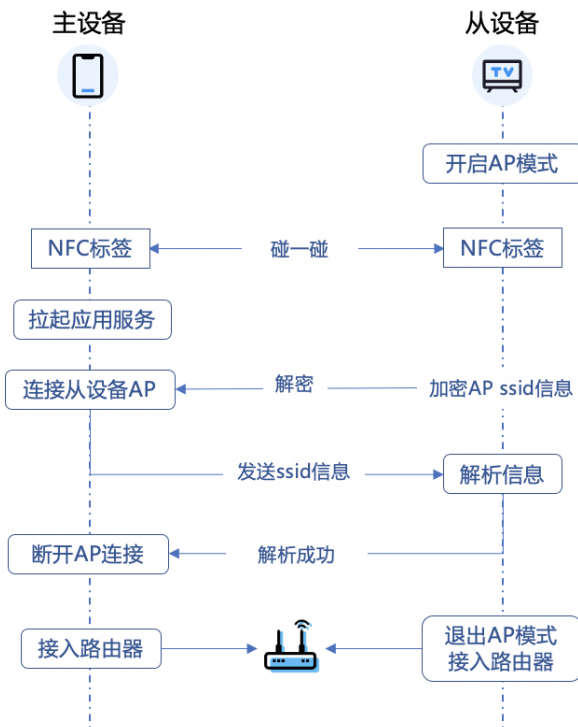 主设备
从设备
TV
开启AP模式
NFC标签
碰一碰
NFC标签
拉起应用服务
连接从设备AP
解密
加密AP ssid信息
发送ssid信息
解析信息
断开AP连接
解析成功
接入路由器
退出AP模式
接入路由器